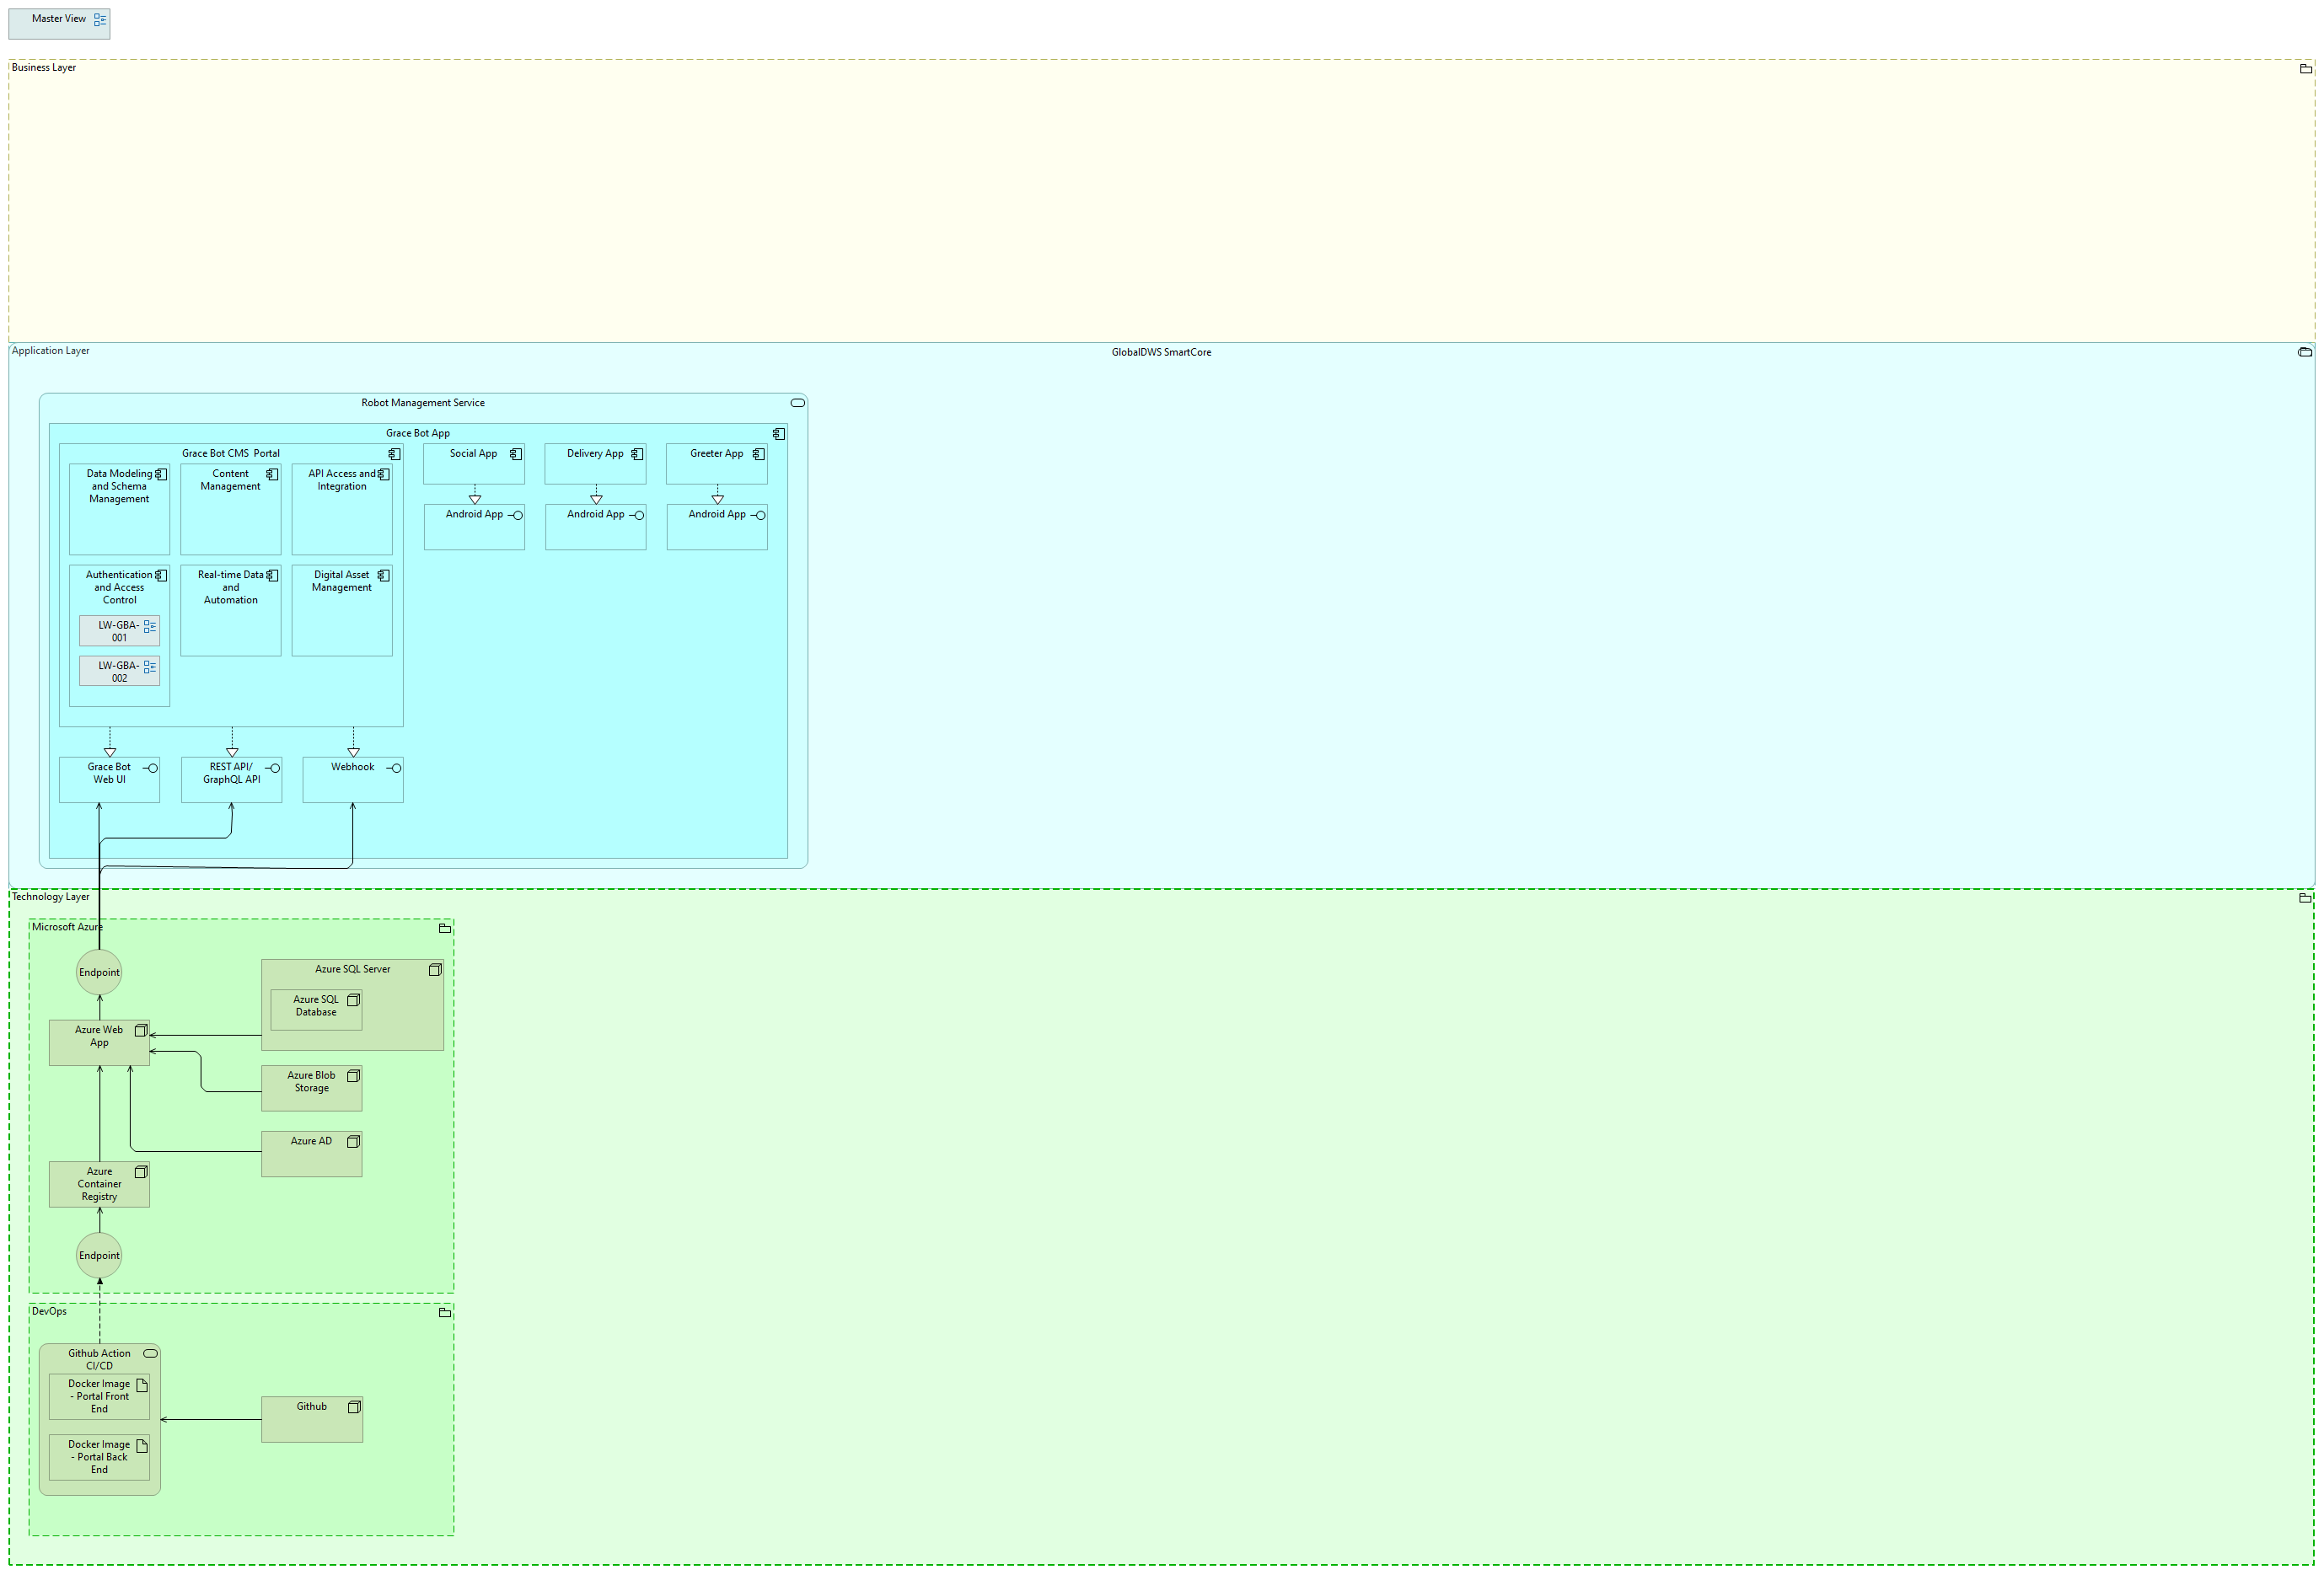 Master View
Business Layer
Application Layer
GlobalDWS SmartCore
Robot Management Service
Grace Bot App
Grace Bot CMS  Portal
Data Modeling
and Schema
Management
Content
Management
API Access and
Integration
Authentication
and Access
Control
LW-GBA-
001
LW-GBA-
002
Real-time Data
and
Automation
Digital Asset
Management
Social App
Delivery App
Greeter App
Android App
Android App
Android App
Grace Bot
Web UI
REST API/
GraphQL API
Webhook
Technology Layer
Microsoft Azure
Endpoint
Azure SQL Server
Azure SQL
Database
Azure Web
App
Azure Blob
Storage
Azure AD
Azure
Container
Registry
Endpoint
DevOps
Github Action
CI/CD
Docker Image
- Portal Front
End
Github
Docker Image
- Portal Back
End